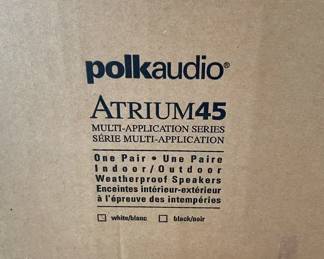 polkaudio®
ATRIUM45
MULTI-APPLICATION SERIES
SÉRIE MULTI-APPLICATION
One Pair • Une Paire
Indoor/Outdoor
Weatherproof Speakers
Enceintes intérieur-extérieur
à l'épreuve des intempéries
white/blanc black/noir